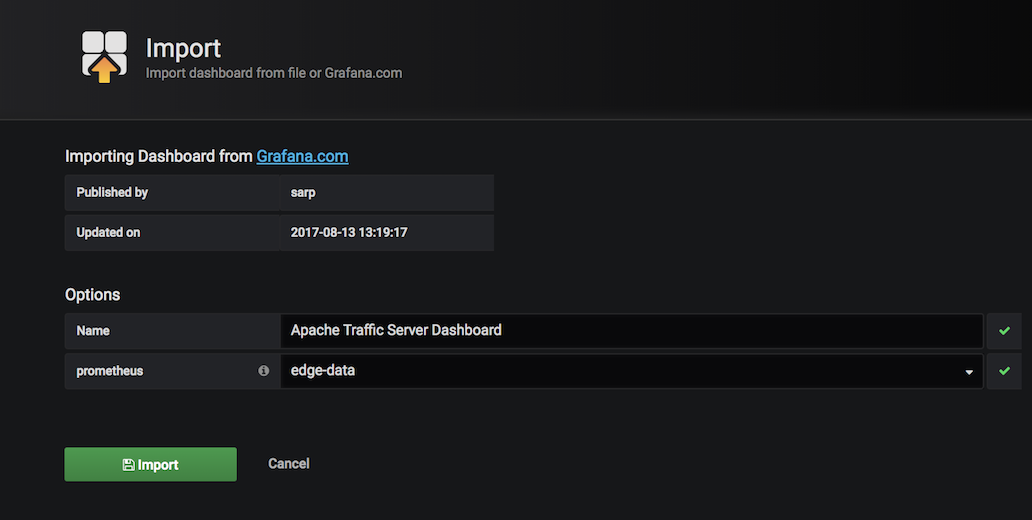 Import
Import dashboard from file or Grafana.com
Importing Dashboard from Grafana.com
Published by sarp
Updated on 2017-08-13 13:19:17
Options
Name Apache Traffic Server Dashboard
prometheus edge-data
Import Cancel